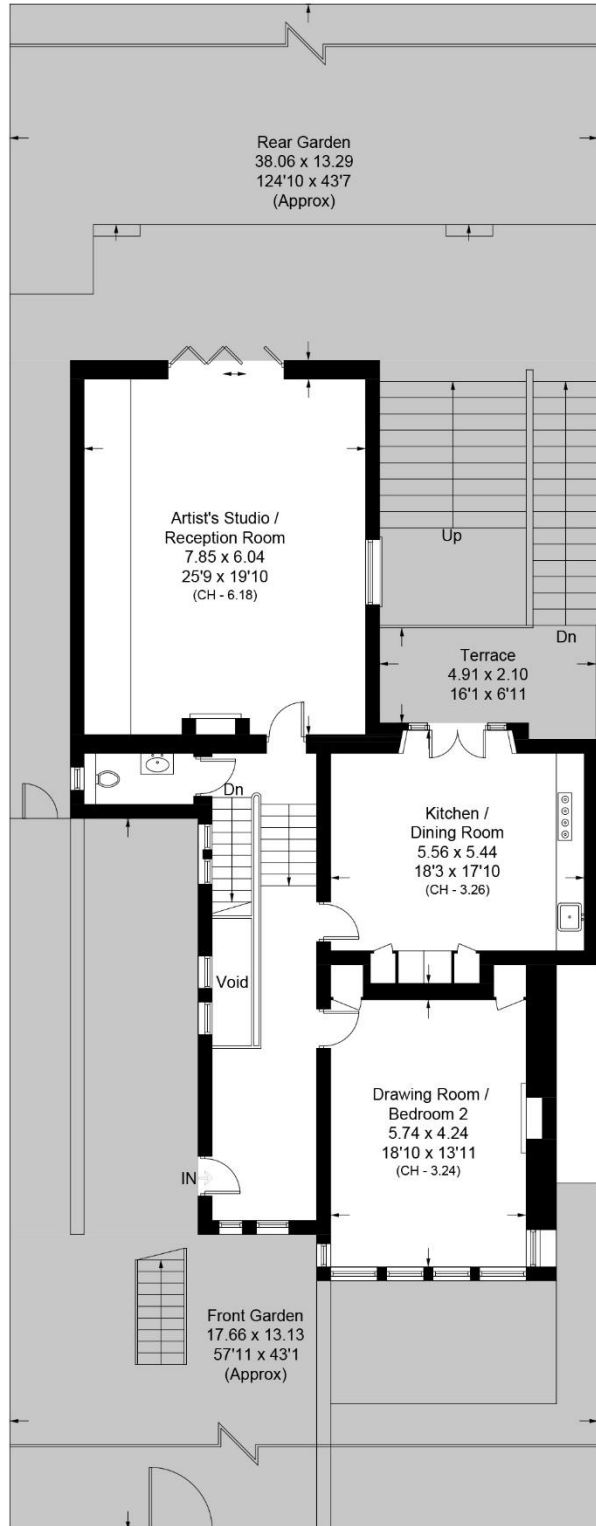 Rear Garden
38.06 x 13.29
124'10 x 43'7
(Approx)
Artist's Studio /
Reception Room
7.85 x 6.04
25'9 x 19'10
(CH - 6.18)
Up
Dn
Terrace
4.91 x 2.10
16'1 x 6'11
Dn
Kitchen /
Dining Room
5.56 x 5.44
18'3 x 17'10
(CH - 3.26)
Void
Drawing Room /
Bedroom 2
5.74 x 4.24
18'10 x 13'11
(CH - 3.24)
IN
Front Garden
17.66 x 13.13
57'11 x 43'1
(Approx)